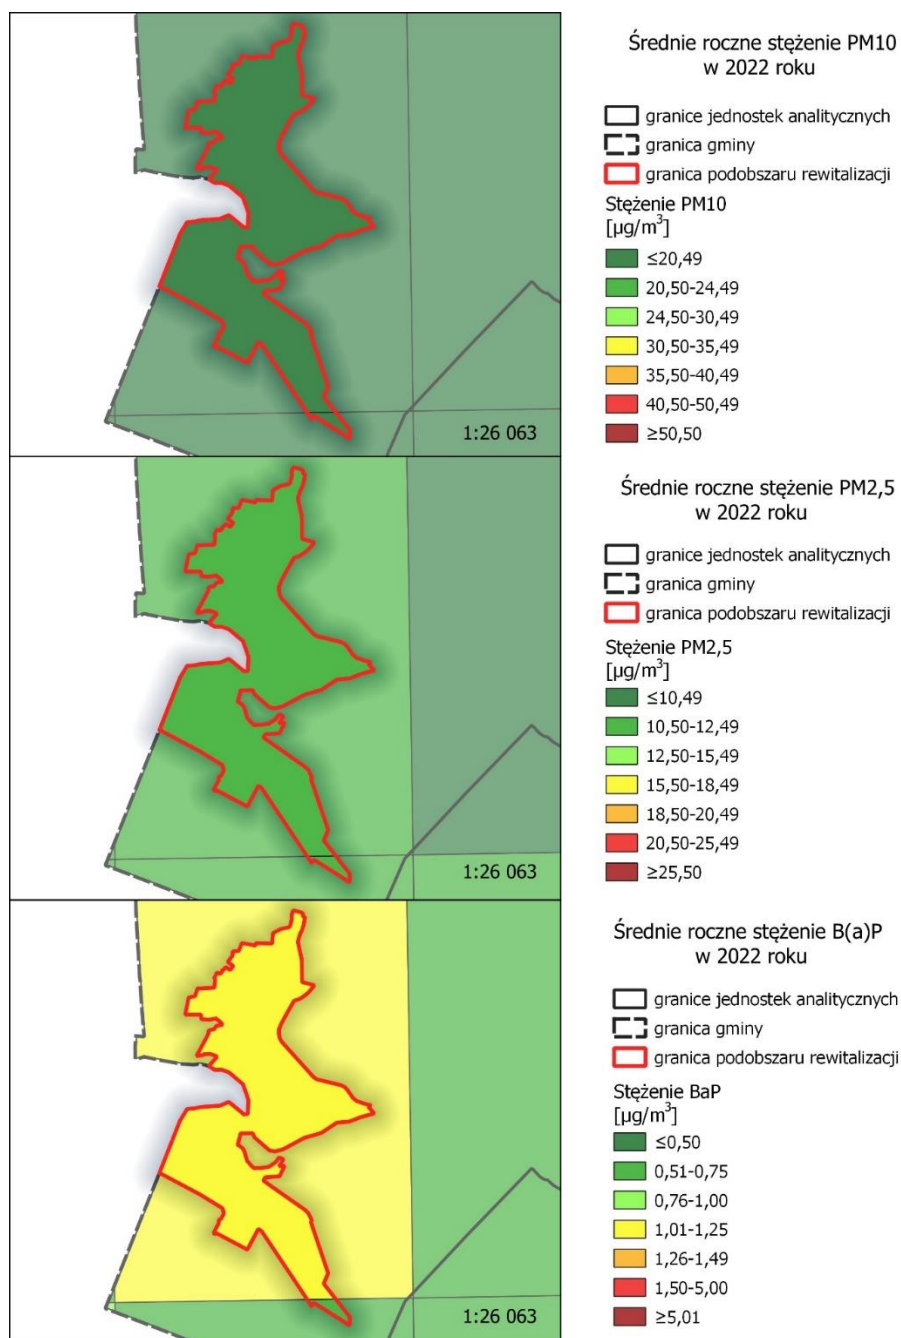 Średnie roczne stężenie PM10
w 2022 roku
granice jednostek analitycznych
granica gminy
granica podobszaru rewitalizacji
Stężenie PM10
[µg/m³]
≤20,49
20,50-24,49
24,50-30,49
30,50-35,49
35,50-40,49
40,50-50,49
≥50,50
1:26 063
Średnie roczne stężenie PM2,5
w 2022 roku
granice jednostek analitycznych
granica gminy
granica podobszaru rewitalizacji
Stężenie PM2,5
[µg/m³]
≤10,49
10,50-12,49
12,50-15,49
15,50-18,49
18,50-20,49
20,50-25,49
≥25,50
1:26 063
Średnie roczne stężenie B(a)P
w 2022 roku
granice jednostek analitycznych
granica gminy
granica podobszaru rewitalizacji
Stężenie BaP
[µg/m³]
≤0,50
0,51-0,75
0,76-1,00
1,01-1,25
1,26-1,49
1,50-5,00
≥5,01
1:26 063